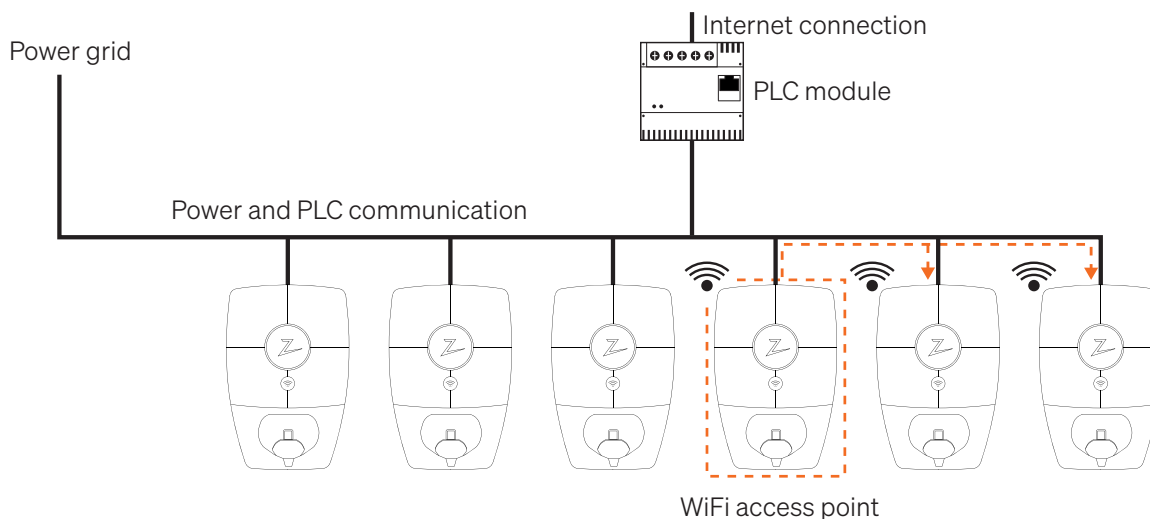 Internet connection
Power grid
PLC module
Power and PLC communication
WiFi access point